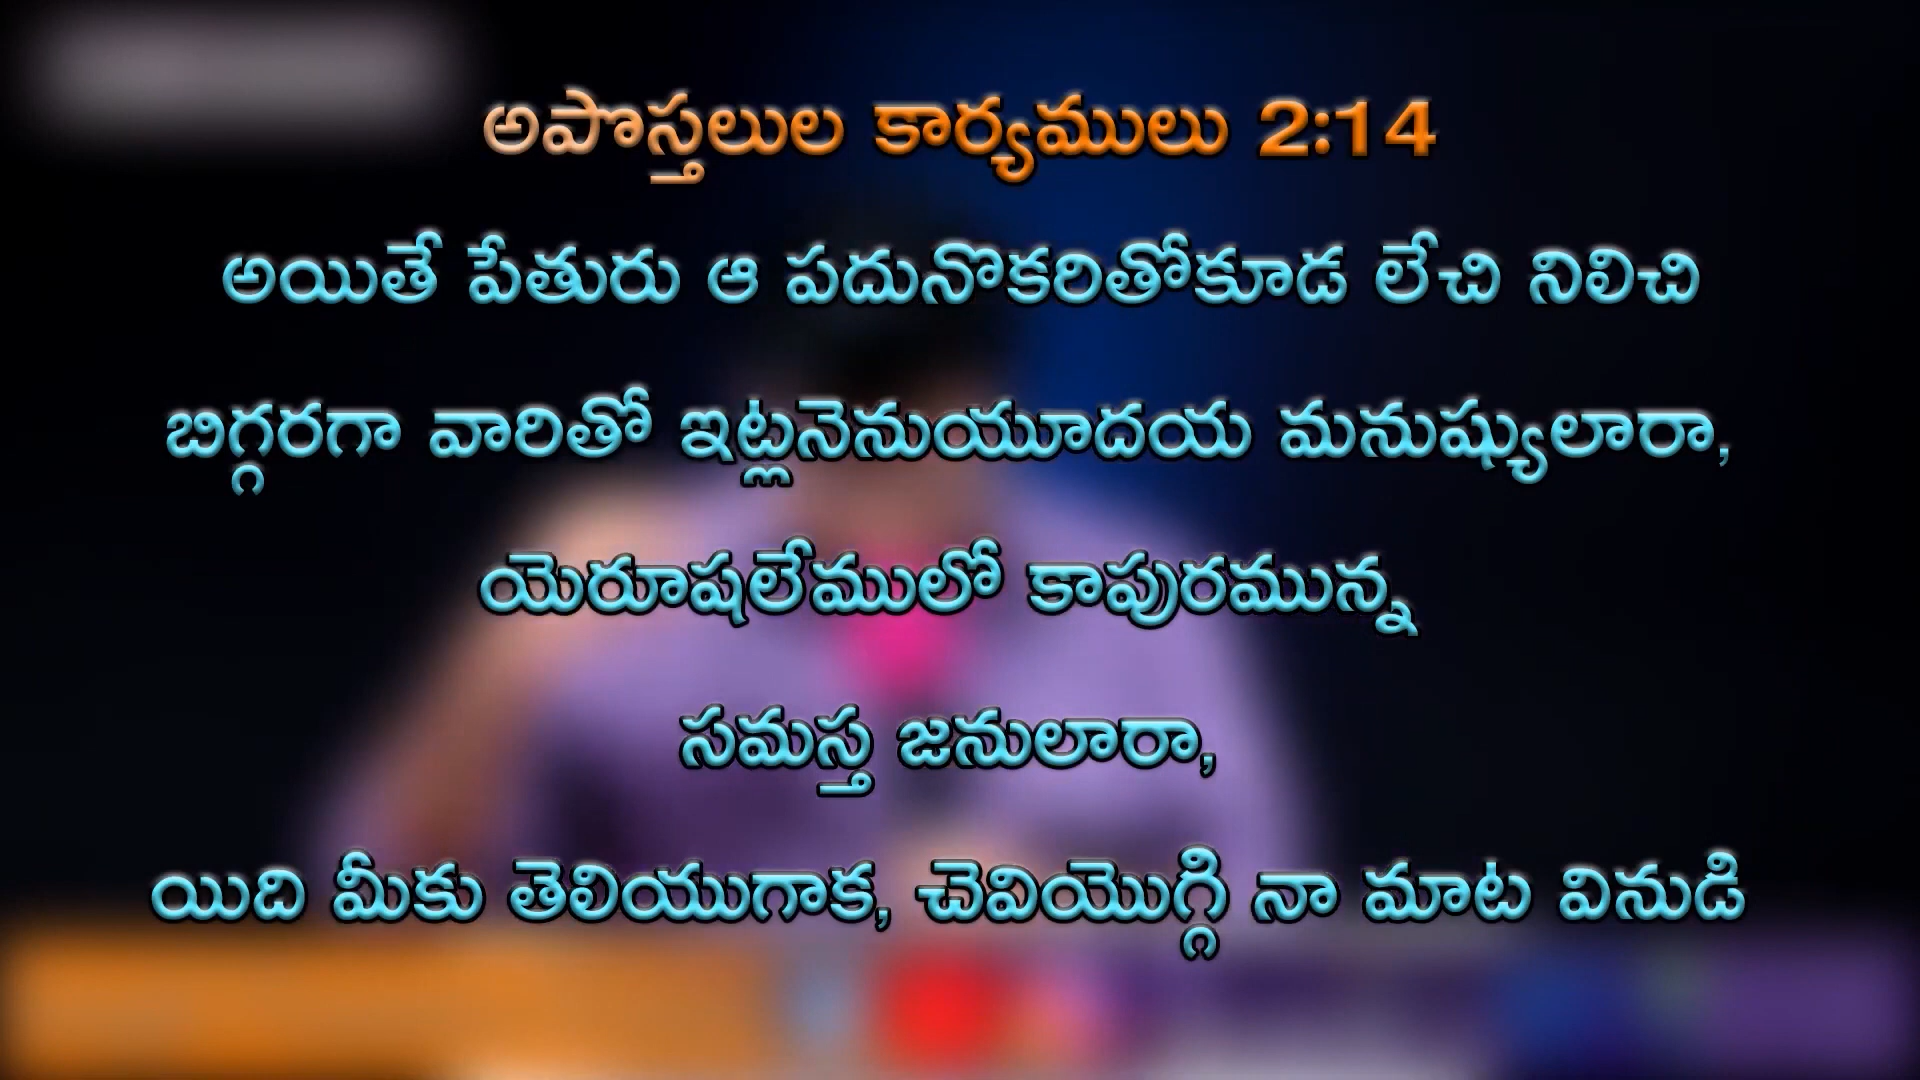 అపొస్తలుల కార్యములు 2:14
అయితే పేతురు ఆ పదునొకరితోకూడ లేచి నిలిచి
బిగ్గరగా వారితో ఇట్లనెనుయూదయ మనుష్యులారా,
యెరూషలేములో కాపురమున్న
సమస్త జనులారా,
యిది మీకు తెలియుగాక, చెవియొగ్గి నా మాట వినుడి